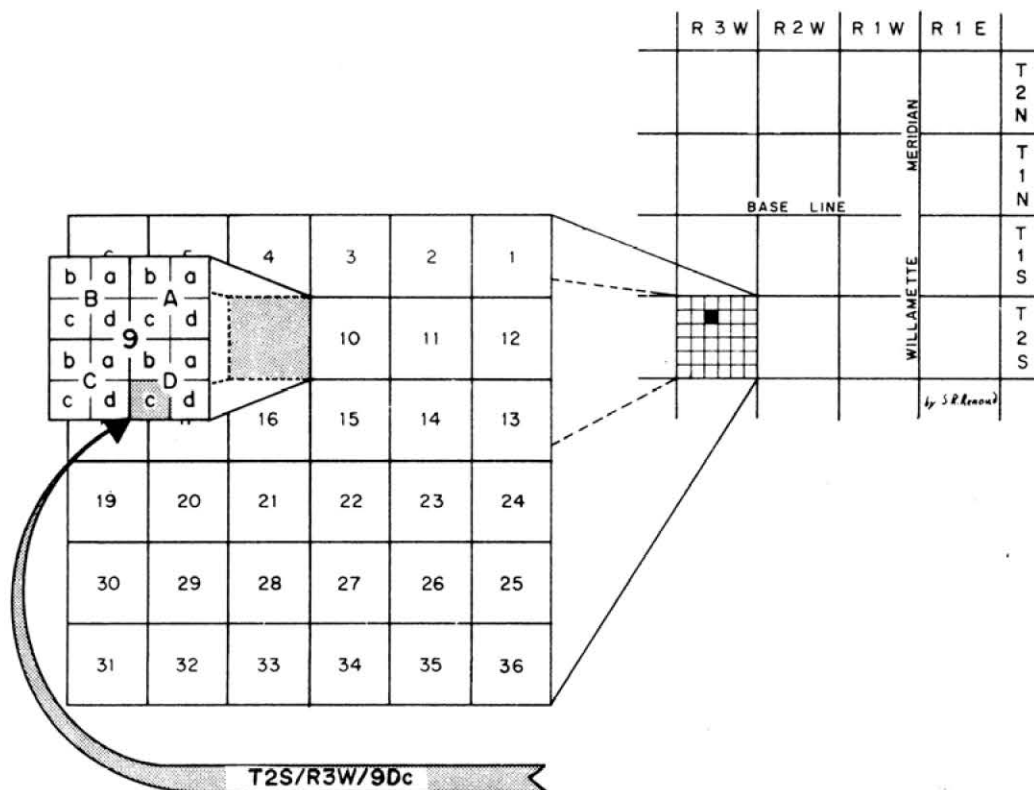 R 3 W R 2 W R 1 W R 1 E
T 2 N
MERIDIAN
T 1 N
BASE LINE
T 1 S
WILLAMETTE
T 2 S
by S.R. Renoud
4 3 2 1
b a b a
B A
c d c d
9
10 11 12
b a b a
C D
c d c d
16 15 14 13
19 20 21 22 23 24
30 29 28 27 26 25
31 32 33 34 35 36
T2S/R3W/9Dc